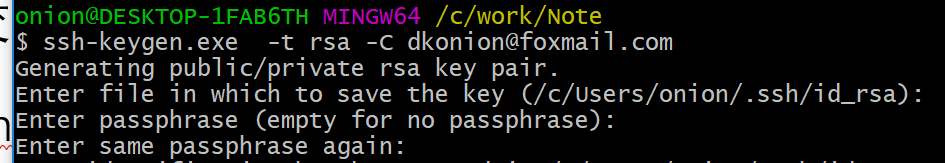 onion@DESKTOP-1FAB6TH MINGW64 /c/work/Note
$ ssh-keygen.exe  -t rsa -C dkonion@foxmail.com
Generating public/private rsa key pair.
Enter file in which to save the key (/c/Users/onion/.ssh/id_rsa):
Enter passphrase (empty for no passphrase):
Enter same passphrase again: